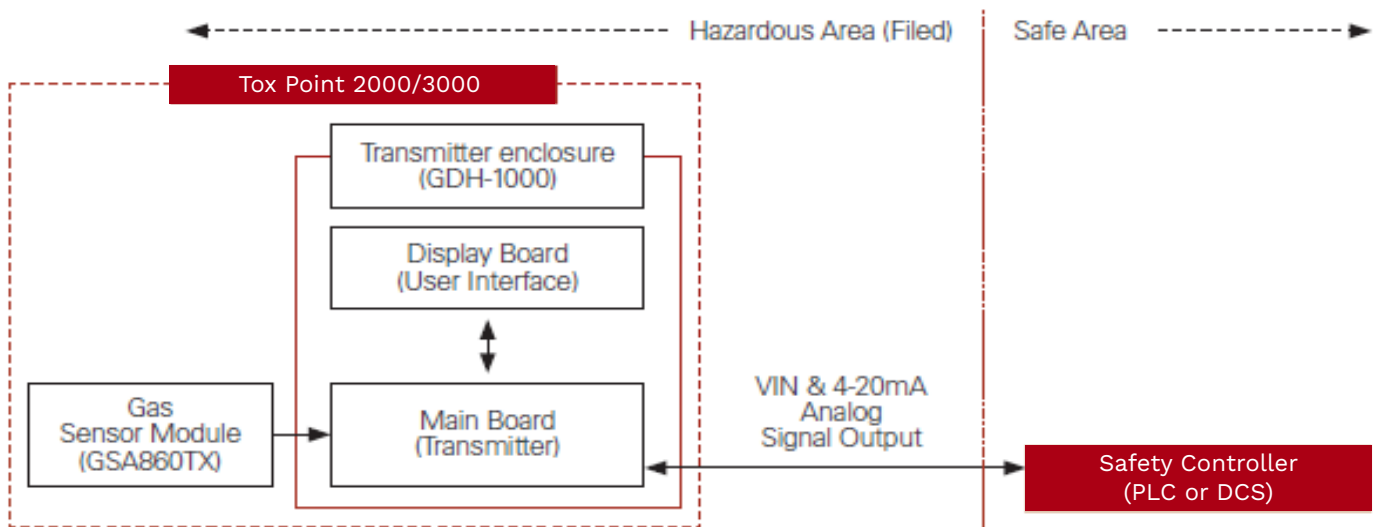 Hazardous Area (Filed)
Safe Area
Tox Point 2000/3000
Transmitter enclosure
(GDH-1000)
Display Board
(User Interface)
Gas
Sensor Module
(GSA860TX)
Main Board
(Transmitter)
VIN & 4-20mA
Analog
Signal Output
Safety Controller
(PLC or DCS)